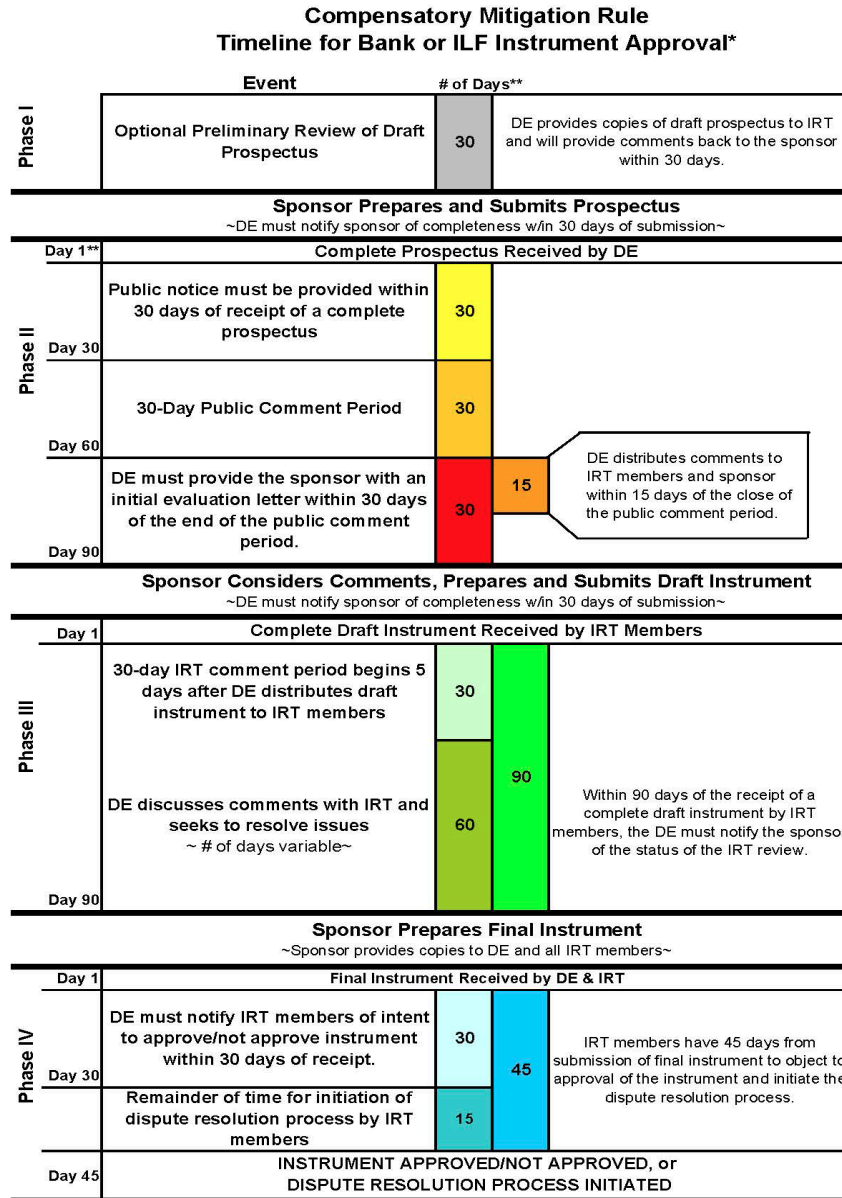 Compensatory Mitigation Rule
Timeline for Bank or ILF Instrument Approval*
Event
# of Days**
Phase I
Optional Preliminary Review of Draft
Prospectus
30
DE provides copies of draft prospectus to IRT
and will provide comments back to the sponsor
within 30 days.
Sponsor Prepares and Submits Prospectus
~DE must notify sponsor of completeness w/in 30 days of submission~
Phase II
Day 1**
Complete Prospectus Received by DE
Public notice must be provided within
30 days of receipt of a complete
prospectus
30
Day 30
30-Day Public Comment Period
30
Day 60
DE must provide the sponsor with an
initial evaluation letter within 30 days
of the end of the public comment
period.
30
15
DE distributes comments to
IRT members and sponsor
within 15 days of the close of
the public comment period.
Day 90
Sponsor Considers Comments, Prepares and Submits Draft Instrument
~DE must notify sponsor of completeness w/in 30 days of submission~
Phase III
Day 1
Complete Draft Instrument Received by IRT Members
30-day IRT comment period begins 5
days after DE distributes draft
instrument to IRT members
30
DE discusses comments with IRT and
seeks to resolve issues
~ # of days variable~
60
90
Within 90 days of the receipt of a
complete draft instrument by IRT
members, the DE must notify the sponsor
of the status of the IRT review.
Day 90
Sponsor Prepares Final Instrument
~Sponsor provides copies to DE and all IRT members~
Phase IV
Day 1
Final Instrument Received by DE & IRT
DE must notify IRT members of intent
to approve/not approve instrument
within 30 days of receipt.
30
Day 30
45
IRT members have 45 days from
submission of final instrument to object to
approval of the instrument and initiate the
dispute resolution process.
Remainder of time for initiation of
dispute resolution process by IRT
members
15
Day 45
INSTRUMENT APPROVED/NOT APPROVED, or
DISPUTE RESOLUTION PROCESS INITIATED